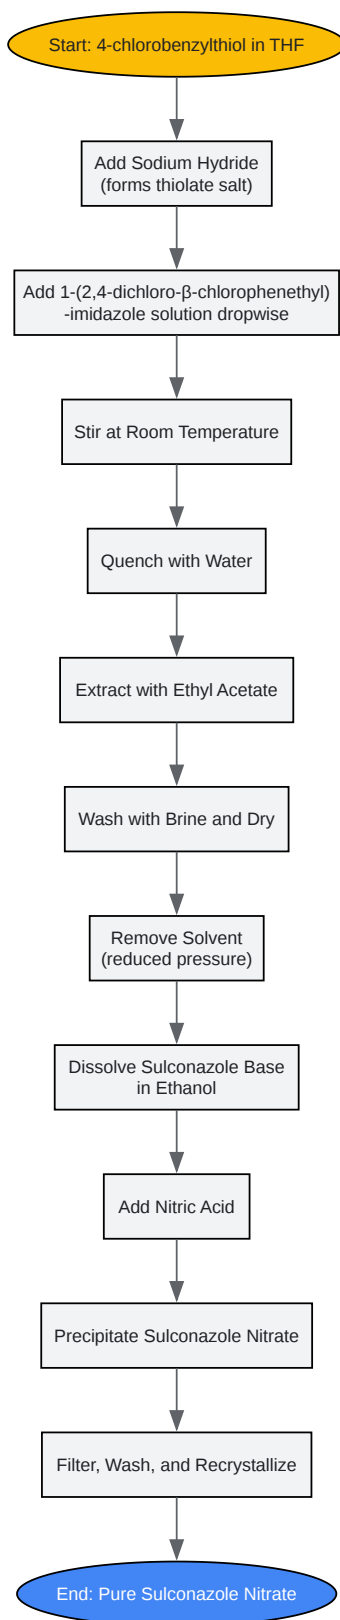 Start: 4-chlorobenzylthiol in THF
Add Sodium Hydride
(forms thiolate salt)
Add 1-(2,4-dichloro-β-chlorophenethyl)
-imidazole solution dropwise
Stir at Room Temperature
Quench with Water
Extract with Ethyl Acetate
Wash with Brine and Dry
Remove Solvent
(reduced pressure)
Dissolve Sulconazole Base
in Ethanol
Add Nitric Acid
Precipitate Sulconazole Nitrate
Filter, Wash, and Recrystallize
End: Pure Sulconazole Nitrate